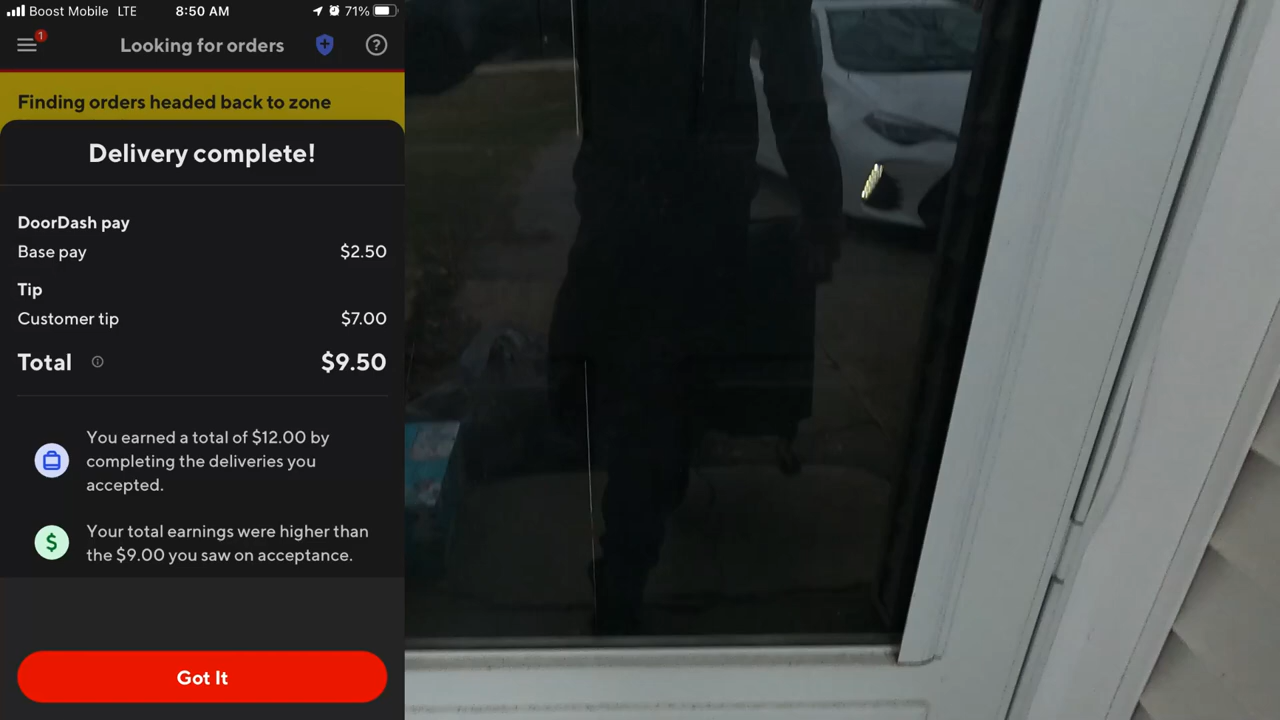 Boost Mobile LTE 8:50 AM 71%
1
Looking for orders
Finding orders headed back to zone
Delivery complete!
DoorDash pay
Base pay $2.50
Tip
Customer tip $7.00
Total $9.50
You earned a total of $12.00 by
completing the deliveries you
accepted.
Your total earnings were higher than
the $9.00 you saw on acceptance.
Got It